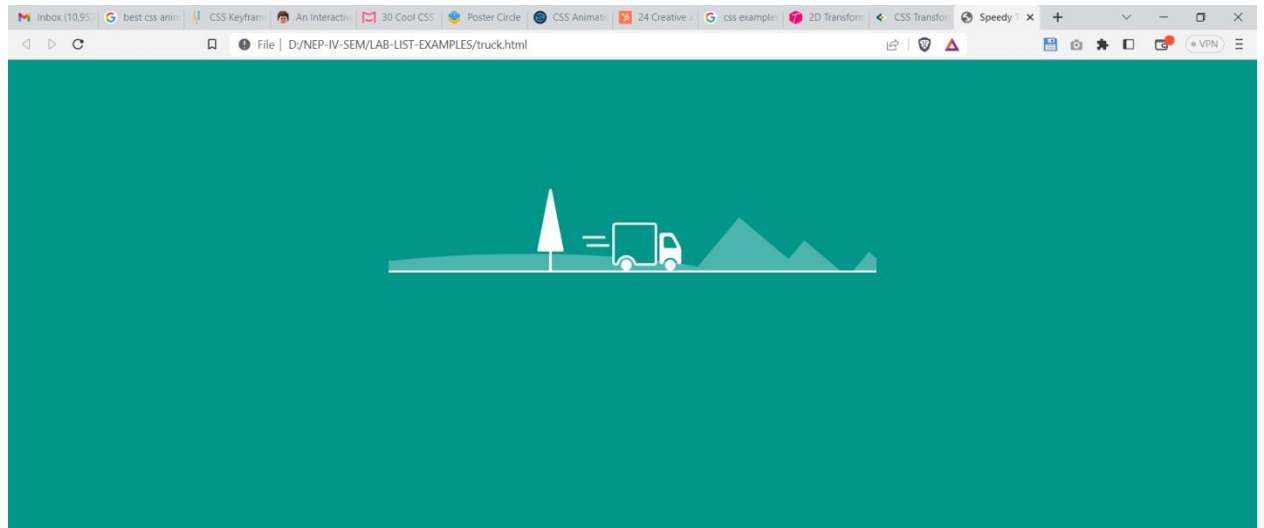 Inbox (10,95
best css anim
CSS Keyfram
An Interactiv
30 Cool CSS
Poster Circle
CSS Animati
24 Creative a
css example
2D Transform
CSS Transfor
Speedy T
File | D:/NEP-IV-SEM/LAB-LIST-EXAMPLES/truck.html
VPN